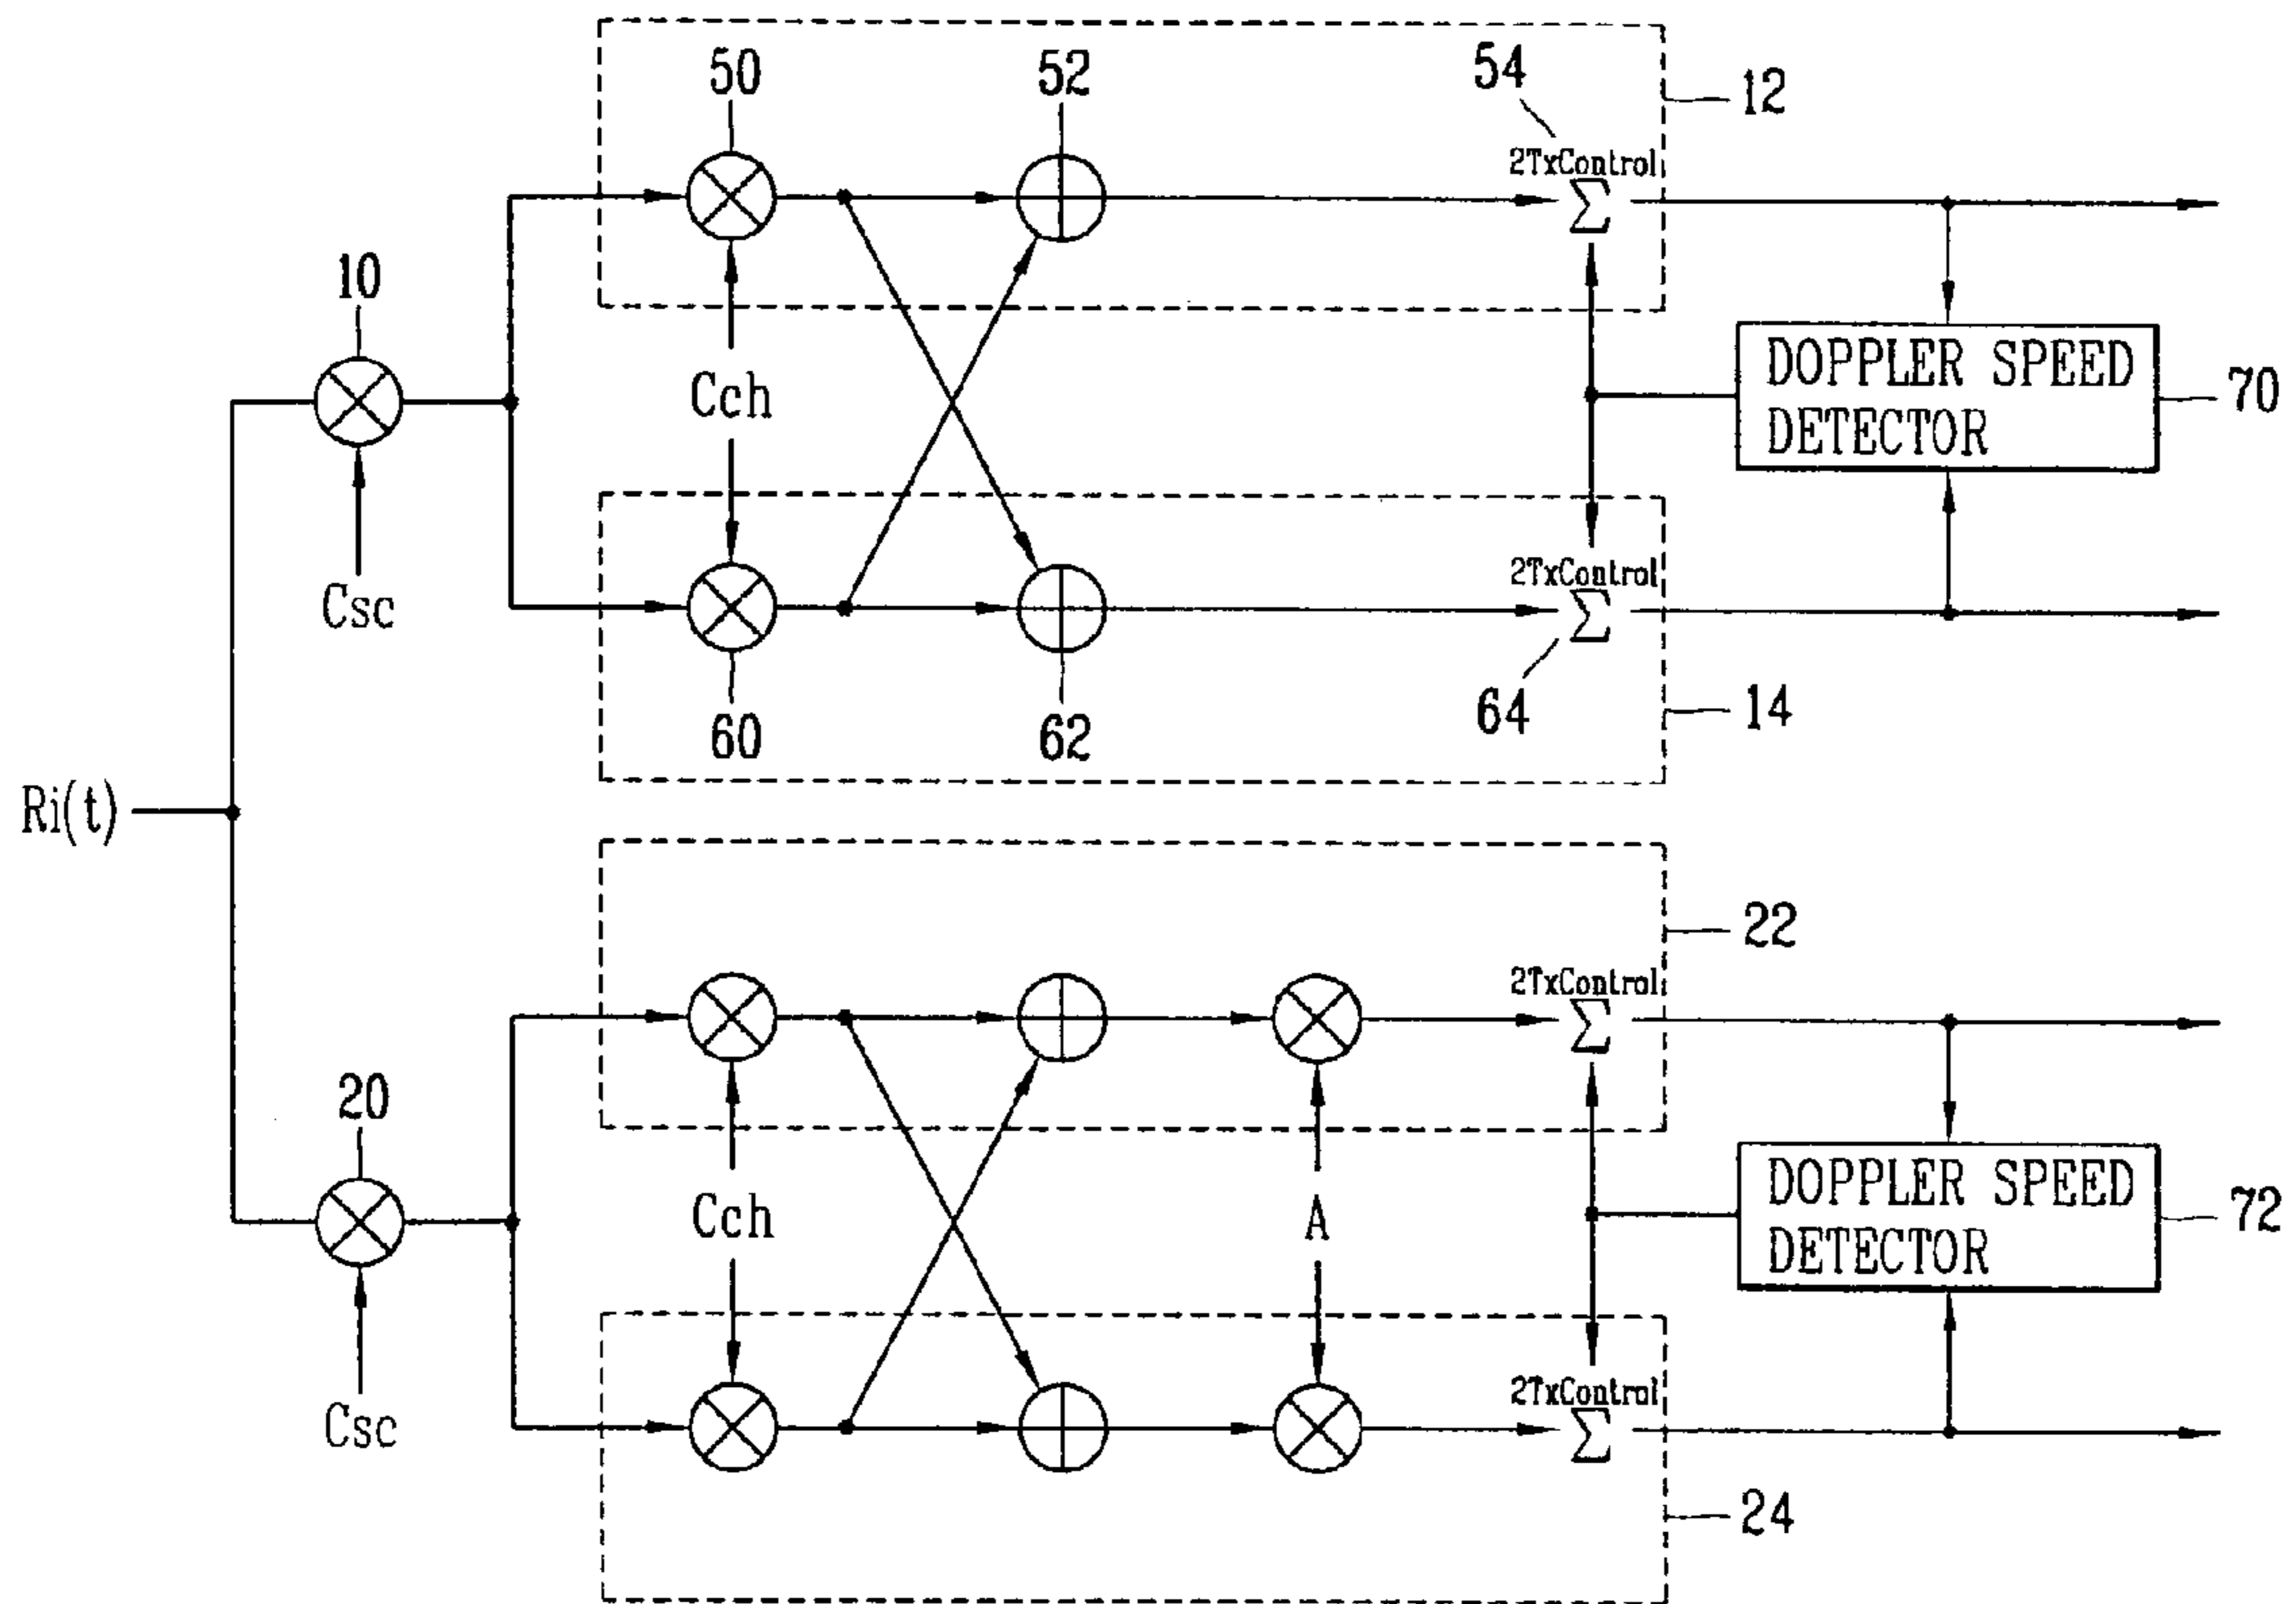 50
52
54
12
2TxControl
Σ
10
Cch
DOPPLER SPEED
DETECTOR
70
Csc
2TxControl
Σ
60
62
64
14
Ri(t)
22
2TxControl
Σ
20
Cch
A
DOPPLER SPEED
DETECTOR
72
Csc
2TxControl
Σ
24